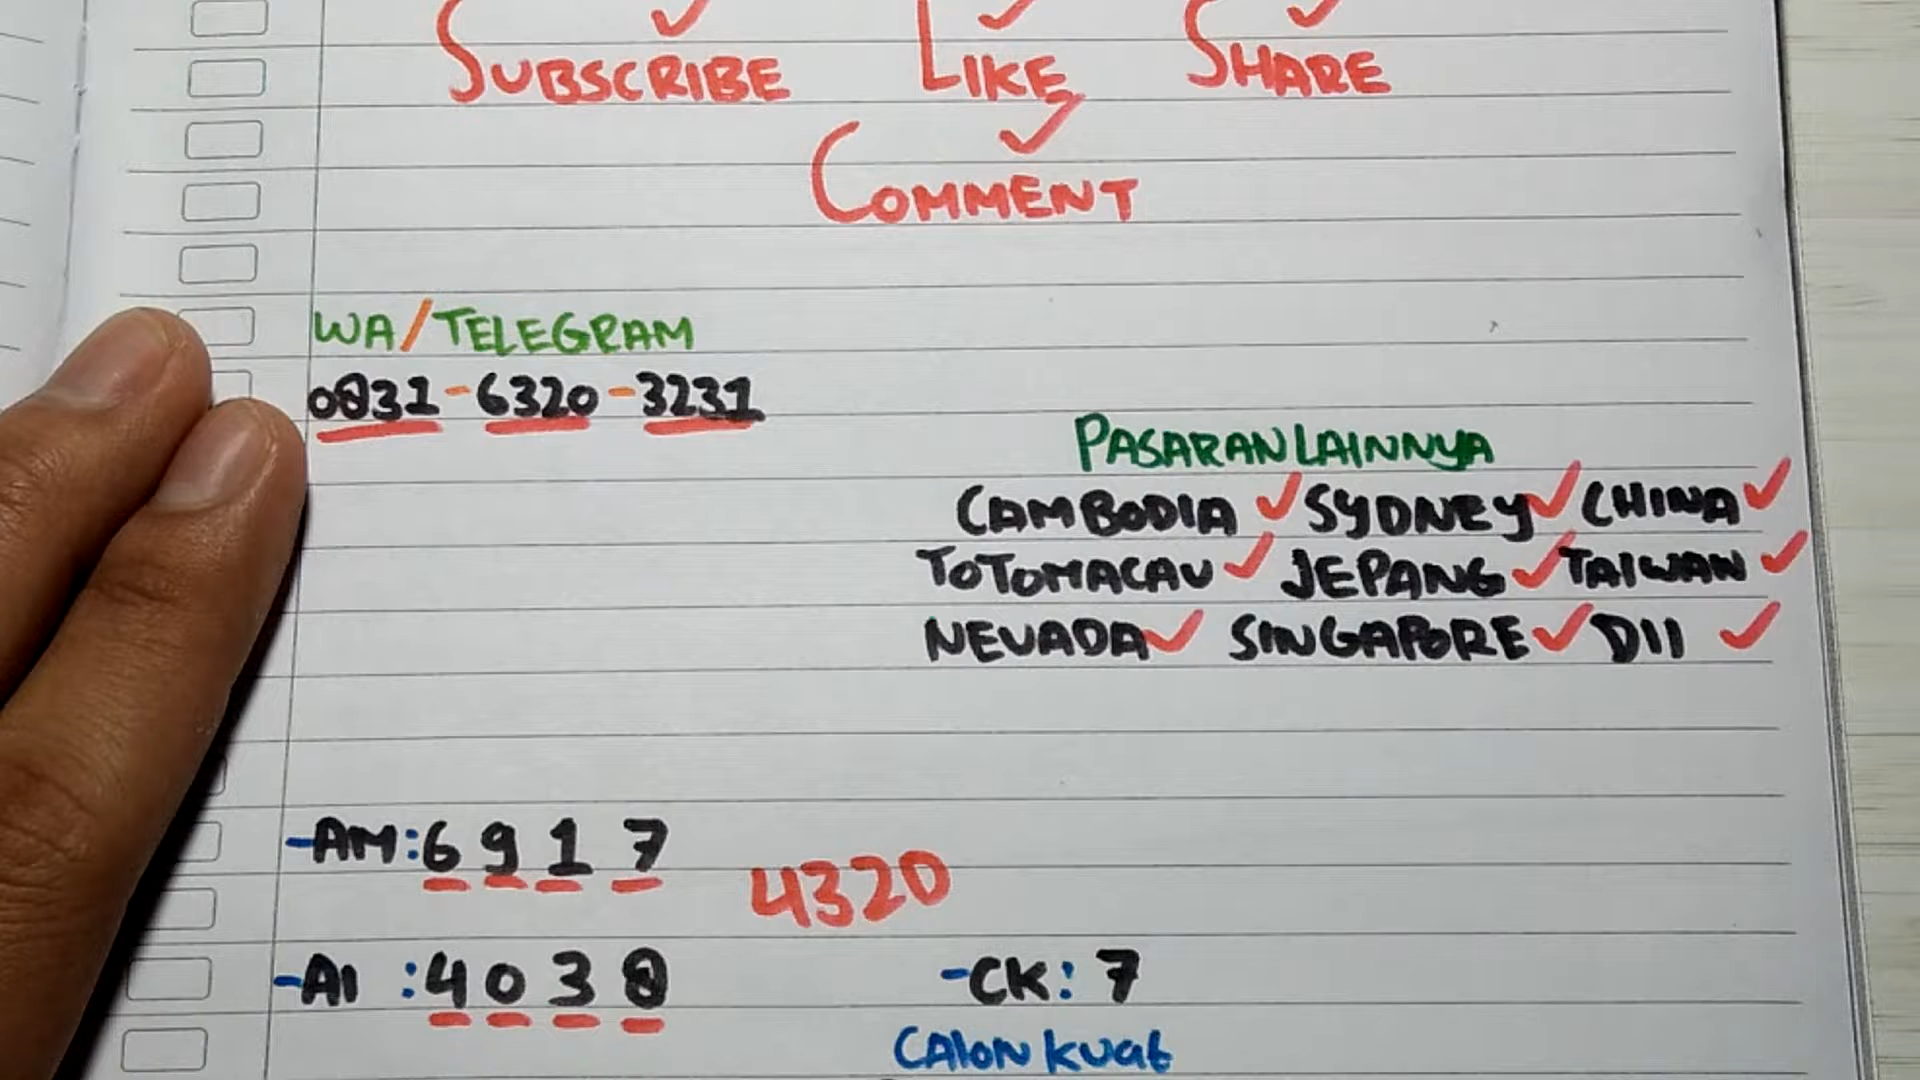 SUBSCRIBE LIKE SHARE
COMMENT
WA/TELEGRAM
0831-6320-3231
PASARAN LAINNYA
CAMBODIA ✓ SYDNEY ✓ CHINA ✓
TOTOMACAU ✓ JEPANG ✓ TAIWAN ✓
NEVADA ✓ SINGAPORE ✓ Dll ✓
-AM: 6 9 1 7
4320
-AI : 4 0 3 8
-CK: 7
CALON KUAT